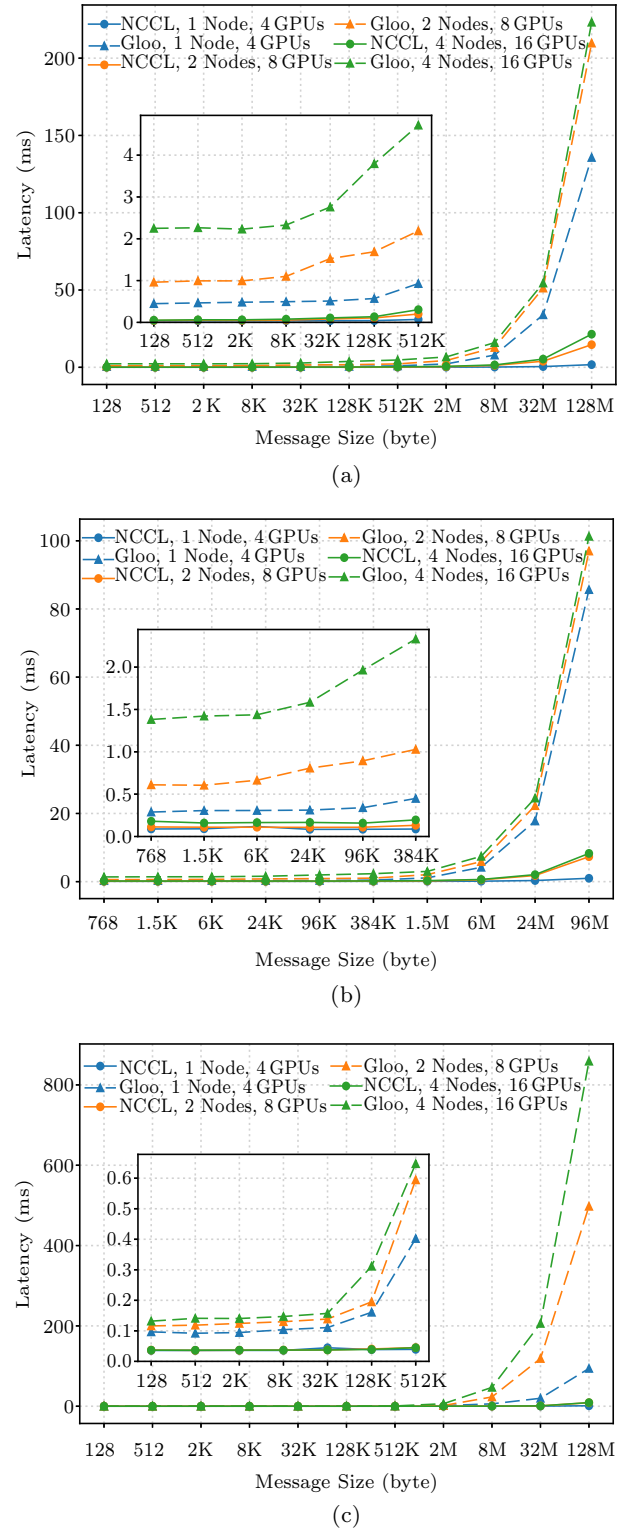 NCCL, 1 Node, 4 GPUs
Gloo, 1 Node, 4 GPUs
NCCL, 2 Nodes, 8 GPUs
Gloo, 2 Nodes, 8 GPUs
NCCL, 4 Nodes, 16 GPUs
Gloo, 4 Nodes, 16 GPUs
Latency (ms)
200
150
100
50
0
4
3
2
1
0
128 512 2K 8K 32K 128K 512K
128 512 2 K 8K 32K 128K 512K 2M 8M 32M 128M
Message Size (byte)
(a)
NCCL, 1 Node, 4 GPUs
Gloo, 1 Node, 4 GPUs
NCCL, 2 Nodes, 8 GPUs
Gloo, 2 Nodes, 8 GPUs
NCCL, 4 Nodes, 16 GPUs
Gloo, 4 Nodes, 16 GPUs
Latency (ms)
100
80
60
40
20
0
2.0
1.5
1.0
0.5
0.0
768 1.5K 6K 24K 96K 384K
768 1.5K 6K 24K 96K 384K 1.5M 6M 24M 96M
Message Size (byte)
(b)
NCCL, 1 Node, 4 GPUs
Gloo, 1 Node, 4 GPUs
NCCL, 2 Nodes, 8 GPUs
Gloo, 2 Nodes, 8 GPUs
NCCL, 4 Nodes, 16 GPUs
Gloo, 4 Nodes, 16 GPUs
Latency (ms)
800
600
400
200
0
0.6
0.5
0.4
0.3
0.2
0.1
0.0
128 512 2K 8K 32K 128K 512K
128 512 2K 8K 32K 128K 512K 2M 8M 32M 128M
Message Size (byte)
(c)